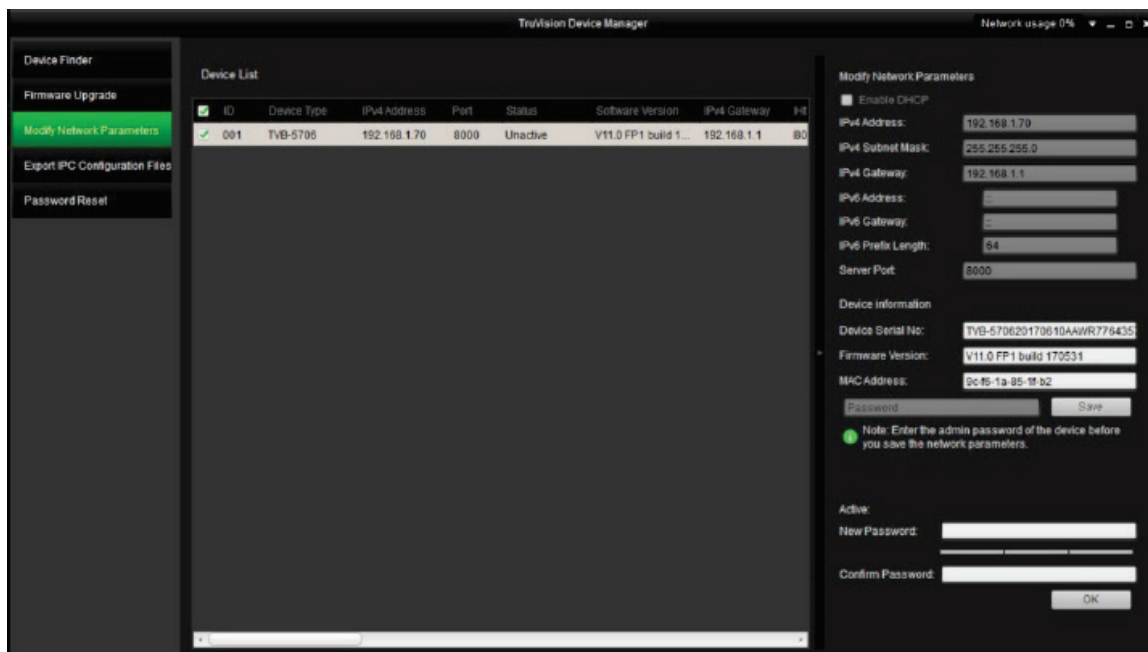 TruVision Device Manager
Network usage 0%
Device Finder
Firmware Upgrade
Modify Network Parameters
Export IPC Configuration Files
Password Reset
Device List
ID Device Type IPv4 Address Port Status Software Version IPv4 Gateway
001 TVB-5706 192.168.1.70 8000 Unactive V11.0 FP1 build 1... 192.168.1.1 80
Modify Network Parameters
Enable DHCP
IPv4 Address: 192.168.1.70
IPv4 Subnet Mask: 255.255.255.0
IPv4 Gateway: 192.168.1.1
IPv6 Address: ::
IPv6 Gateway: ::
IPv6 Prefix Length: 64
Server Port: 8000
Device information
Device Serial No: TVB-570620170610AAWR776435
Firmware Version: V11.0 FP1 build 170531
MAC Address: 9c-f6-1a-85-1f-b2
Password Save
Note: Enter the admin password of the device before
you save the network parameters.
Active:
New Password:
Confirm Password:
OK